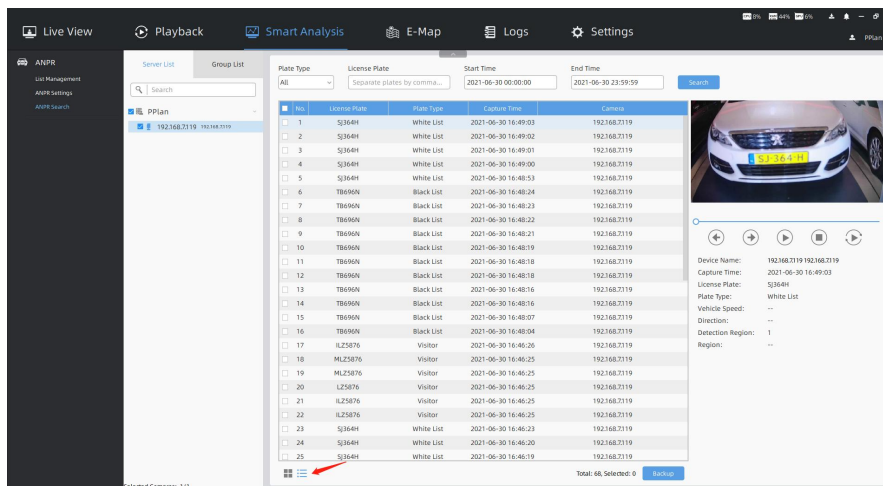 8% 44% 6%
Live View Playback Smart Analysis E-Map Logs Settings
PPlan
ANPR
List Management
ANPR Settings
ANPR Search
Server List Group List
Search
PPlan
192.168.7.119 192.168.7.119
Plate Type License Plate Start Time End Time
All Separate plates by comma... 2021-06-30 00:00:00 2021-06-30 23:59:59 Search
No. License Plate Plate Type Capture Time Camera
1 SJ364H White List 2021-06-30 16:49:03 192.168.7.119
2 SJ364H White List 2021-06-30 16:49:02 192.168.7.119
3 SJ364H White List 2021-06-30 16:49:01 192.168.7.119
4 SJ364H White List 2021-06-30 16:49:00 192.168.7.119
5 SJ364H White List 2021-06-30 16:48:53 192.168.7.119
6 TB696N Black List 2021-06-30 16:48:24 192.168.7.119
7 TB696N Black List 2021-06-30 16:48:23 192.168.7.119
8 TB696N Black List 2021-06-30 16:48:22 192.168.7.119
9 TB696N Black List 2021-06-30 16:48:21 192.168.7.119
10 TB696N Black List 2021-06-30 16:48:19 192.168.7.119
11 TB696N Black List 2021-06-30 16:48:18 192.168.7.119
12 TB696N Black List 2021-06-30 16:48:18 192.168.7.119
13 TB696N Black List 2021-06-30 16:48:16 192.168.7.119
14 TB696N Black List 2021-06-30 16:48:16 192.168.7.119
15 TB696N Black List 2021-06-30 16:48:07 192.168.7.119
16 TB696N Black List 2021-06-30 16:48:04 192.168.7.119
17 ILZ5876 Visitor 2021-06-30 16:46:26 192.168.7.119
18 MLZ5876 Visitor 2021-06-30 16:46:25 192.168.7.119
19 MLZ5876 Visitor 2021-06-30 16:46:25 192.168.7.119
20 LZ5876 Visitor 2021-06-30 16:46:25 192.168.7.119
21 ILZ5876 Visitor 2021-06-30 16:46:25 192.168.7.119
22 ILZ5876 Visitor 2021-06-30 16:46:25 192.168.7.119
23 SJ364H White List 2021-06-30 16:46:23 192.168.7.119
24 SJ364H White List 2021-06-30 16:46:20 192.168.7.119
25 SJ364H White List 2021-06-30 16:46:19 192.168.7.119
Total: 68, Selected: 0 Backup
SJ-364-H
Device Name: 192.168.7.119 192.168.7.119
Capture Time: 2021-06-30 16:49:03
License Plate: SJ364H
Plate Type: White List
Vehicle Speed: --
Direction: --
Detection Region: 1
Region: --